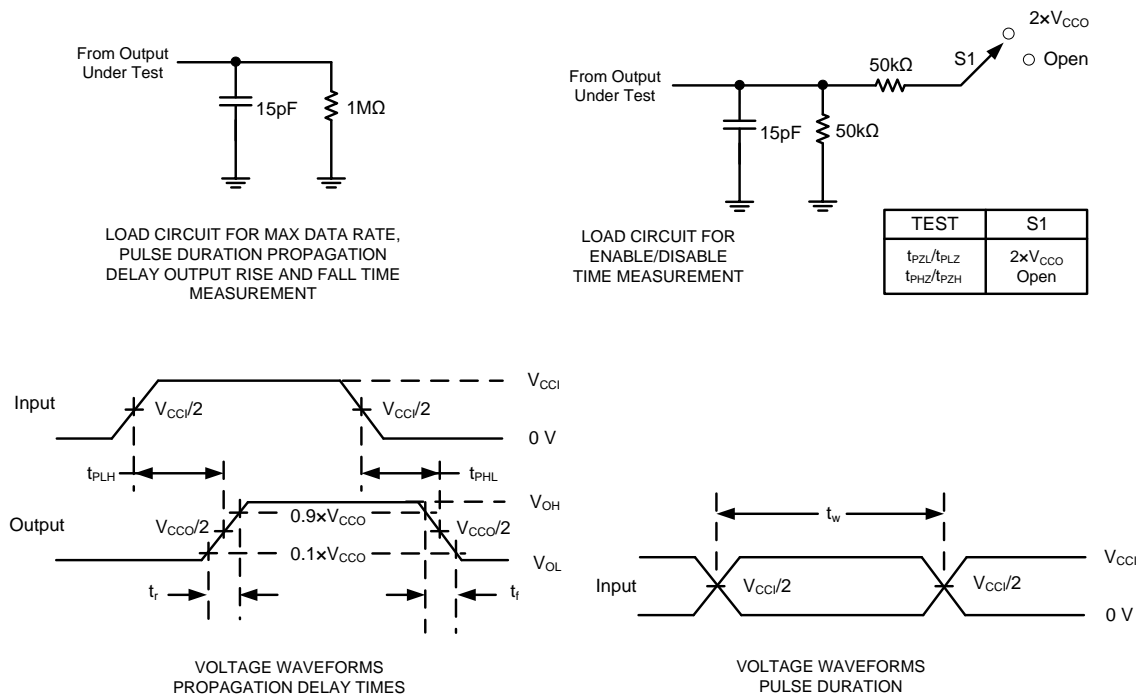 From Output
Under Test
15pF
1MΩ
LOAD CIRCUIT FOR MAX DATA RATE,
PULSE DURATION PROPAGATION
DELAY OUTPUT RISE AND FALL TIME
MEASUREMENT
From Output
Under Test
15pF
50kΩ
50kΩ
S1
2×VCCO
Open
LOAD CIRCUIT FOR
ENABLE/DISABLE
TIME MEASUREMENT
TEST S1
tPZL/tPLZ 2×VCCO
tPHZ/tPZH Open
Input
VCCI/2
VCCI/2
VCCI
0 V
tPLH
tPHL
Output
VCCO/2
0.9×VCCO
0.1×VCCO
VCCO/2
VOH
VOL
tr
tf
VOLTAGE WAVEFORMS
PROPAGATION DELAY TIMES
tw
Input
VCCI/2
VCCI/2
VCCI
0 V
VOLTAGE WAVEFORMS
PULSE DURATION